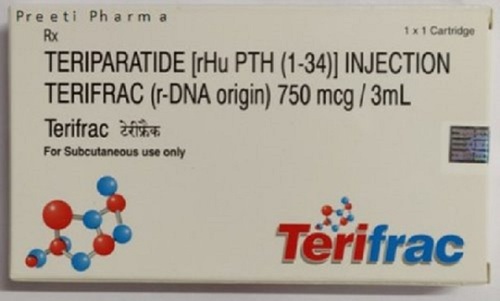 Preeti Pharma
Rx
1 x 1 Cartridge
TERIPARATIDE [rHu PTH (1-34)] INJECTION
TERIFRAC (r-DNA origin) 750 mcg / 3mL
Terifrac टेरीफ्रैक
For Subcutaneous use only
Terifrac